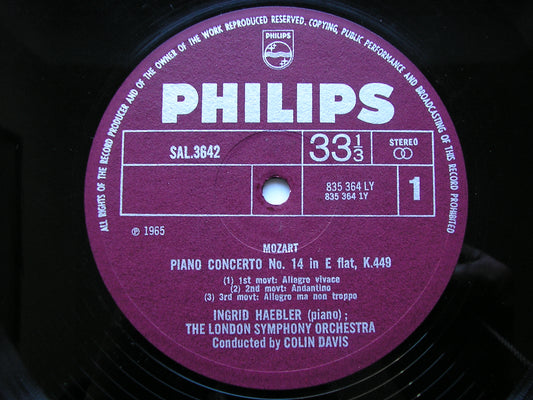 ALL RIGHTS OF THE RECORD PRODUCER AND OF THE OWNER OF THE WORK REPRODUCED RESERVED. COPYING, PUBLIC PERFORMANCE AND BROADCASTING OF THIS RECORD PROHIBITED
PHILIPS
PHILIPS
SAL.3642
33 1/3
STEREO
835 364 LY
835 364 1Y
1
℗ 1965
MOZART
PIANO CONCERTO No. 14 in E flat, K.449
(1) 1st movt: Allegro vivace
(2) 2nd movt: Andantino
(3) 3rd movt: Allegro ma non troppo
INGRID HAEBLER (piano) ;
THE LONDON SYMPHONY ORCHESTRA
Conducted by COLIN DAVIS